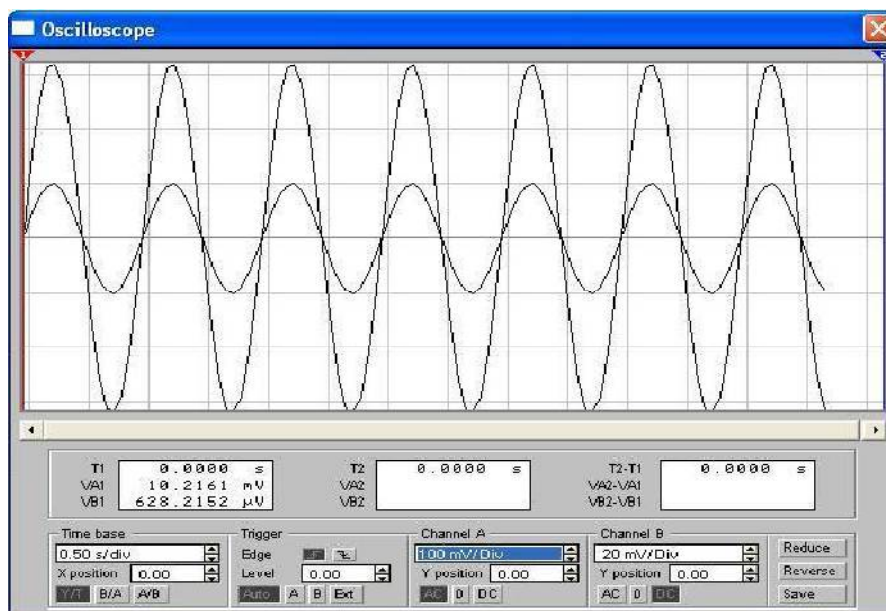 Oscilloscope
1
2
T1 0.0000 s T2 0.0000 s T2-T1 0.0000 s
VA1 10.2161 mV VA2 VA2-VA1
VB1 628.2152 µV VB2 VB2-VB1
Time base Trigger Channel A Channel B
0.50 s/div Edge 100 mV/Div 20 mV/Div Reduce
X position 0.00 Level 0.00 Y position 0.00 Y position 0.00 Reverse
Y/T B/A A/B Auto A B Ext AC 0 DC AC 0 DC Save